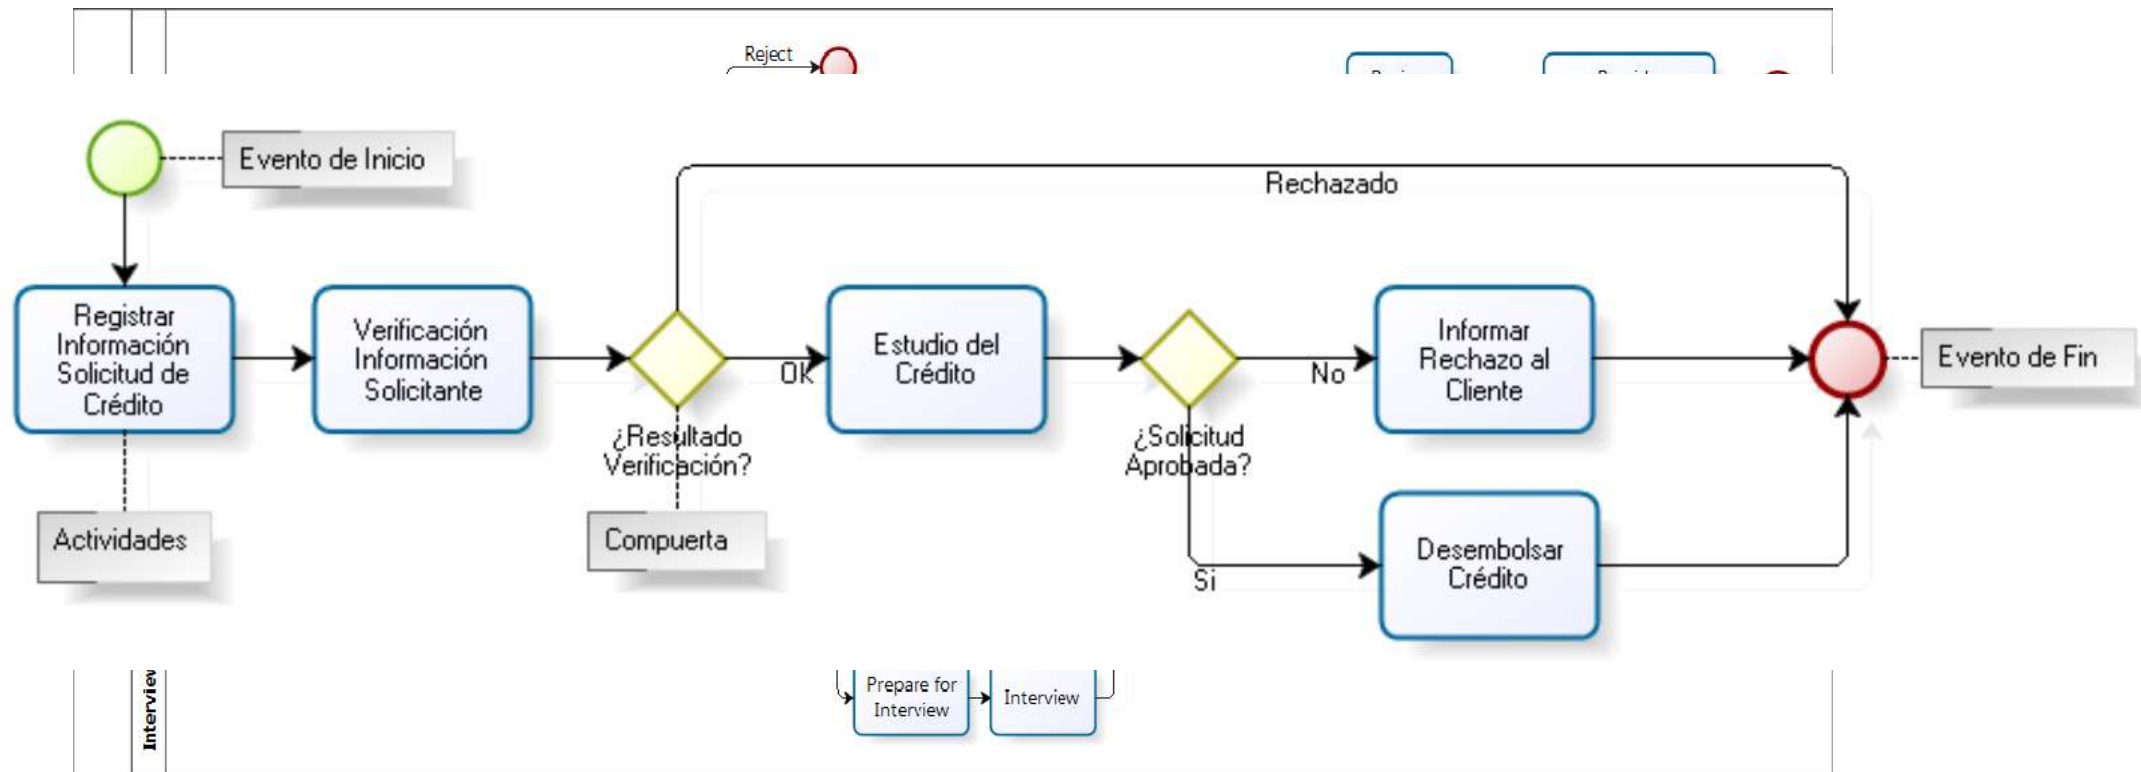 Reject
Evento de Inicio
Rechazado
Registrar
Información
Solicitud de
Crédito
Verificación
Información
Solicitante
OK
Estudio del
Crédito
No
Informar
Rechazo al
Cliente
Evento de Fin
¿Resultado
Verificación?
¿Solicitud
Aprobada?
Actividades
Compuerta
Si
Desembolsar
Crédito
Prepare for
Interview
Interview